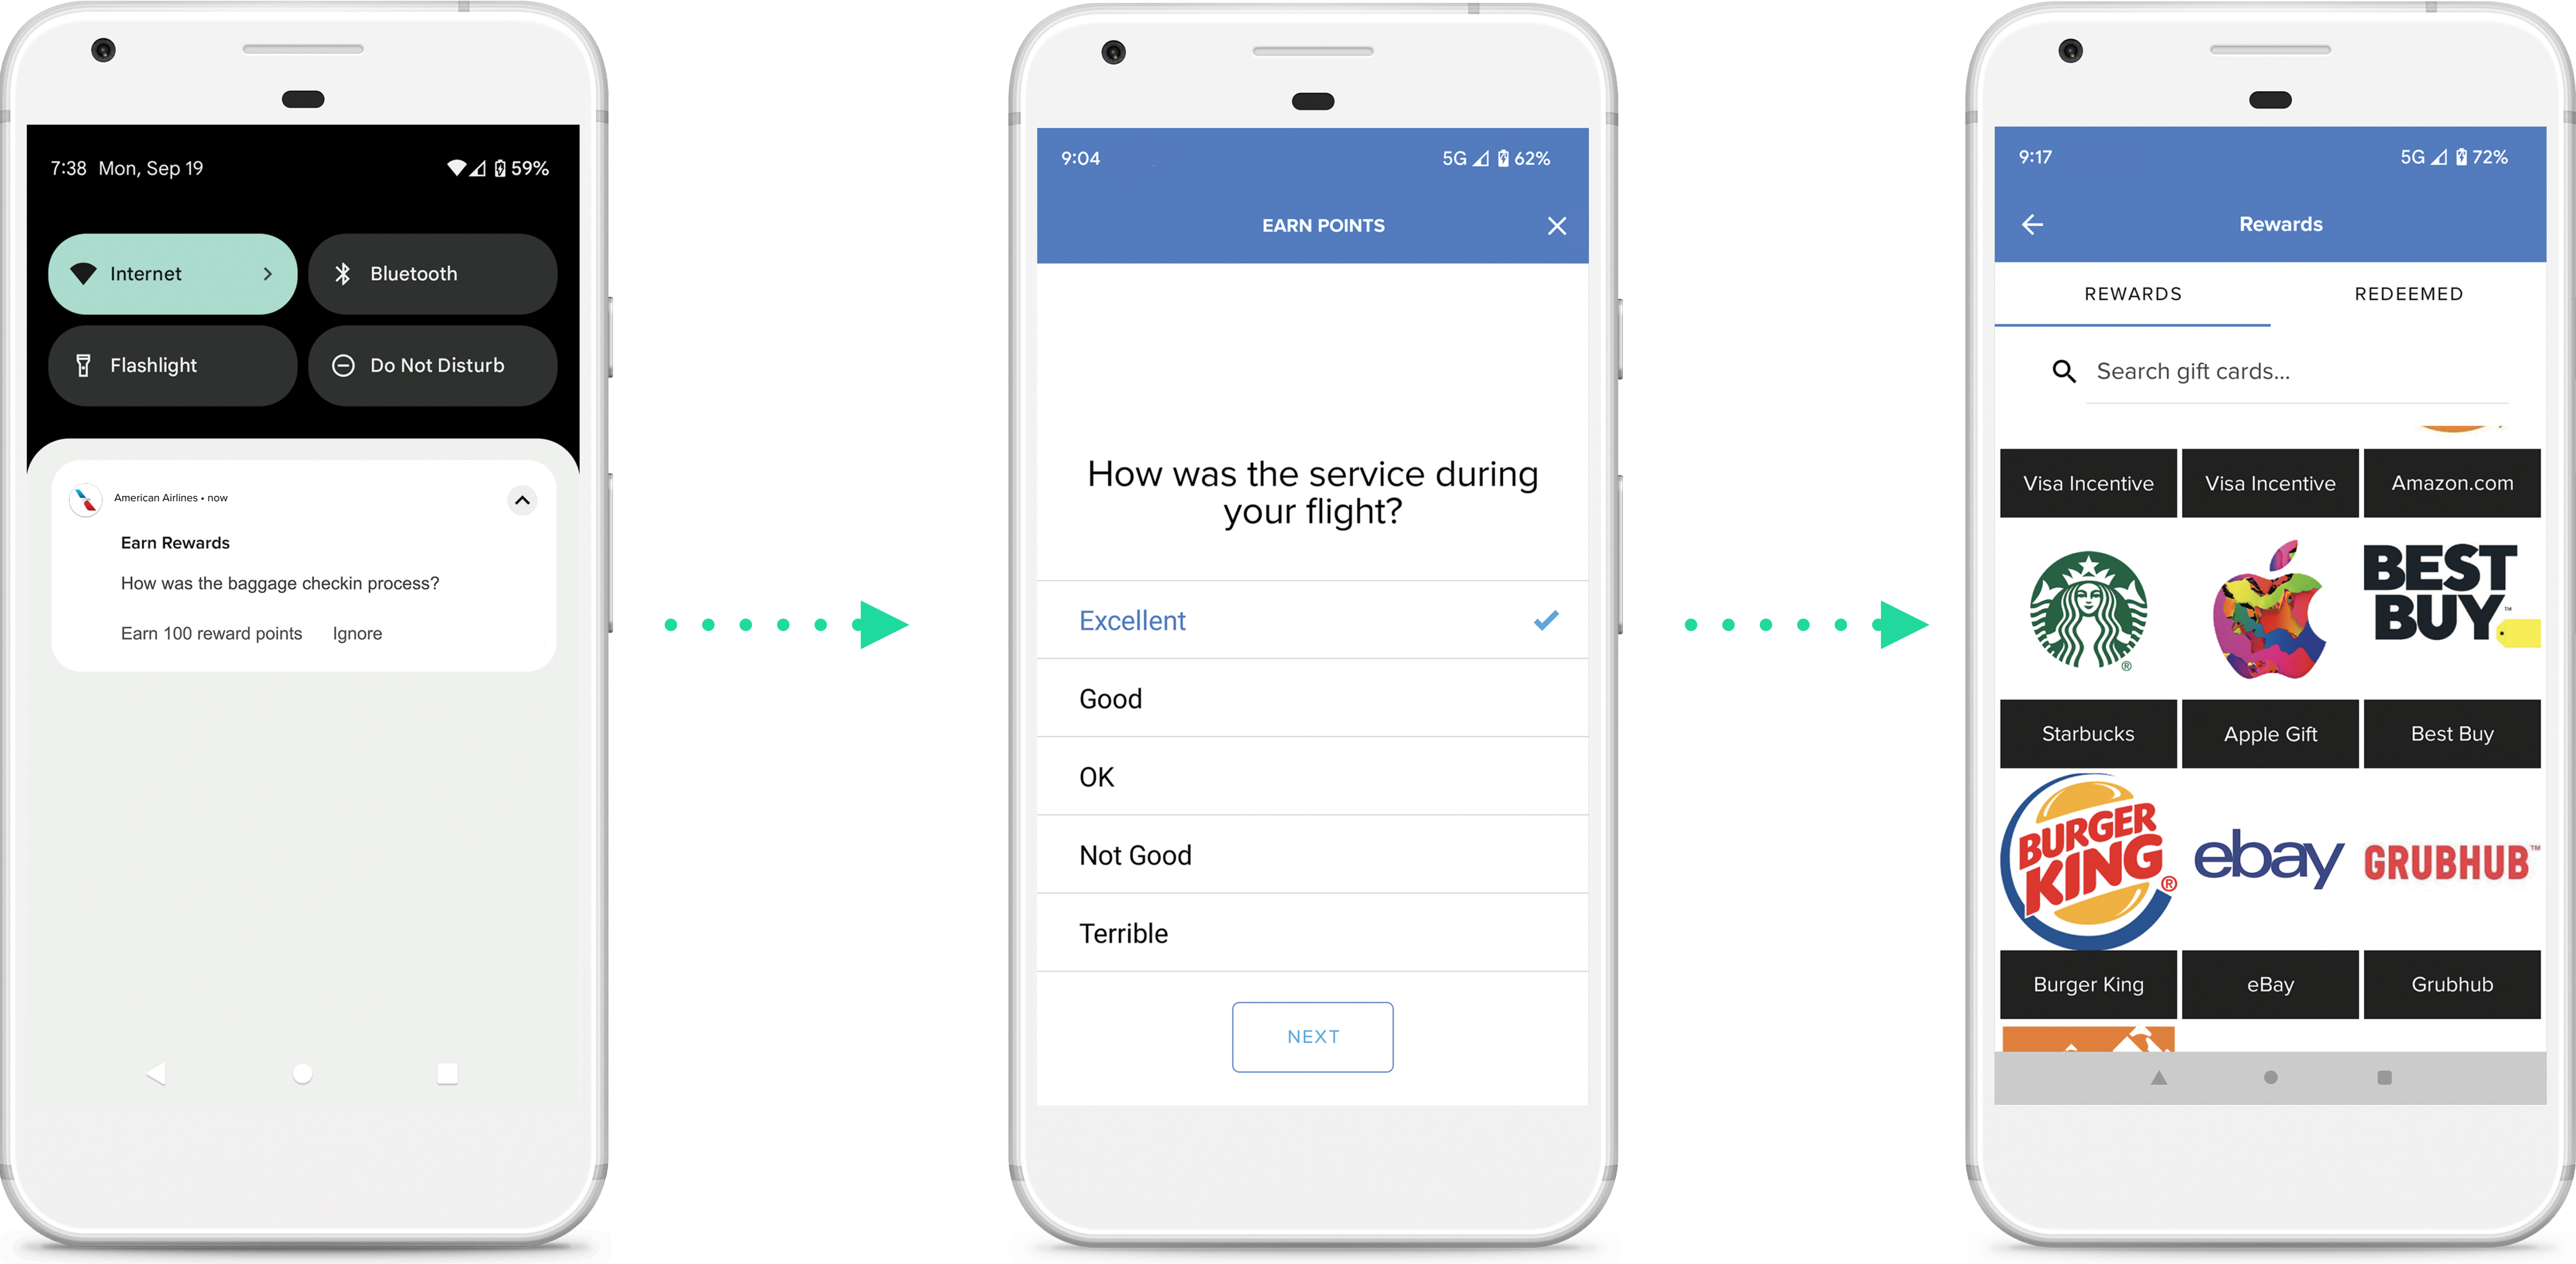 7:38 Mon, Sep 19 59%
Internet Bluetooth
Flashlight Do Not Disturb
American Airlines • now
Earn Rewards
How was the baggage checkin process?
Earn 100 reward points Ignore
9:04 5G 62%
EARN POINTS
How was the service during
your flight?
Excellent
Good
OK
Not Good
Terrible
NEXT
9:17 5G 72%
Rewards
REWARDS REDEEMED
Search gift cards...
Visa Incentive Visa Incentive Amazon.com
BEST
BUY™
®
Starbucks Apple Gift Best Buy
BURGER
KING®
ebay GRUBHUB™
Burger King eBay Grubhub